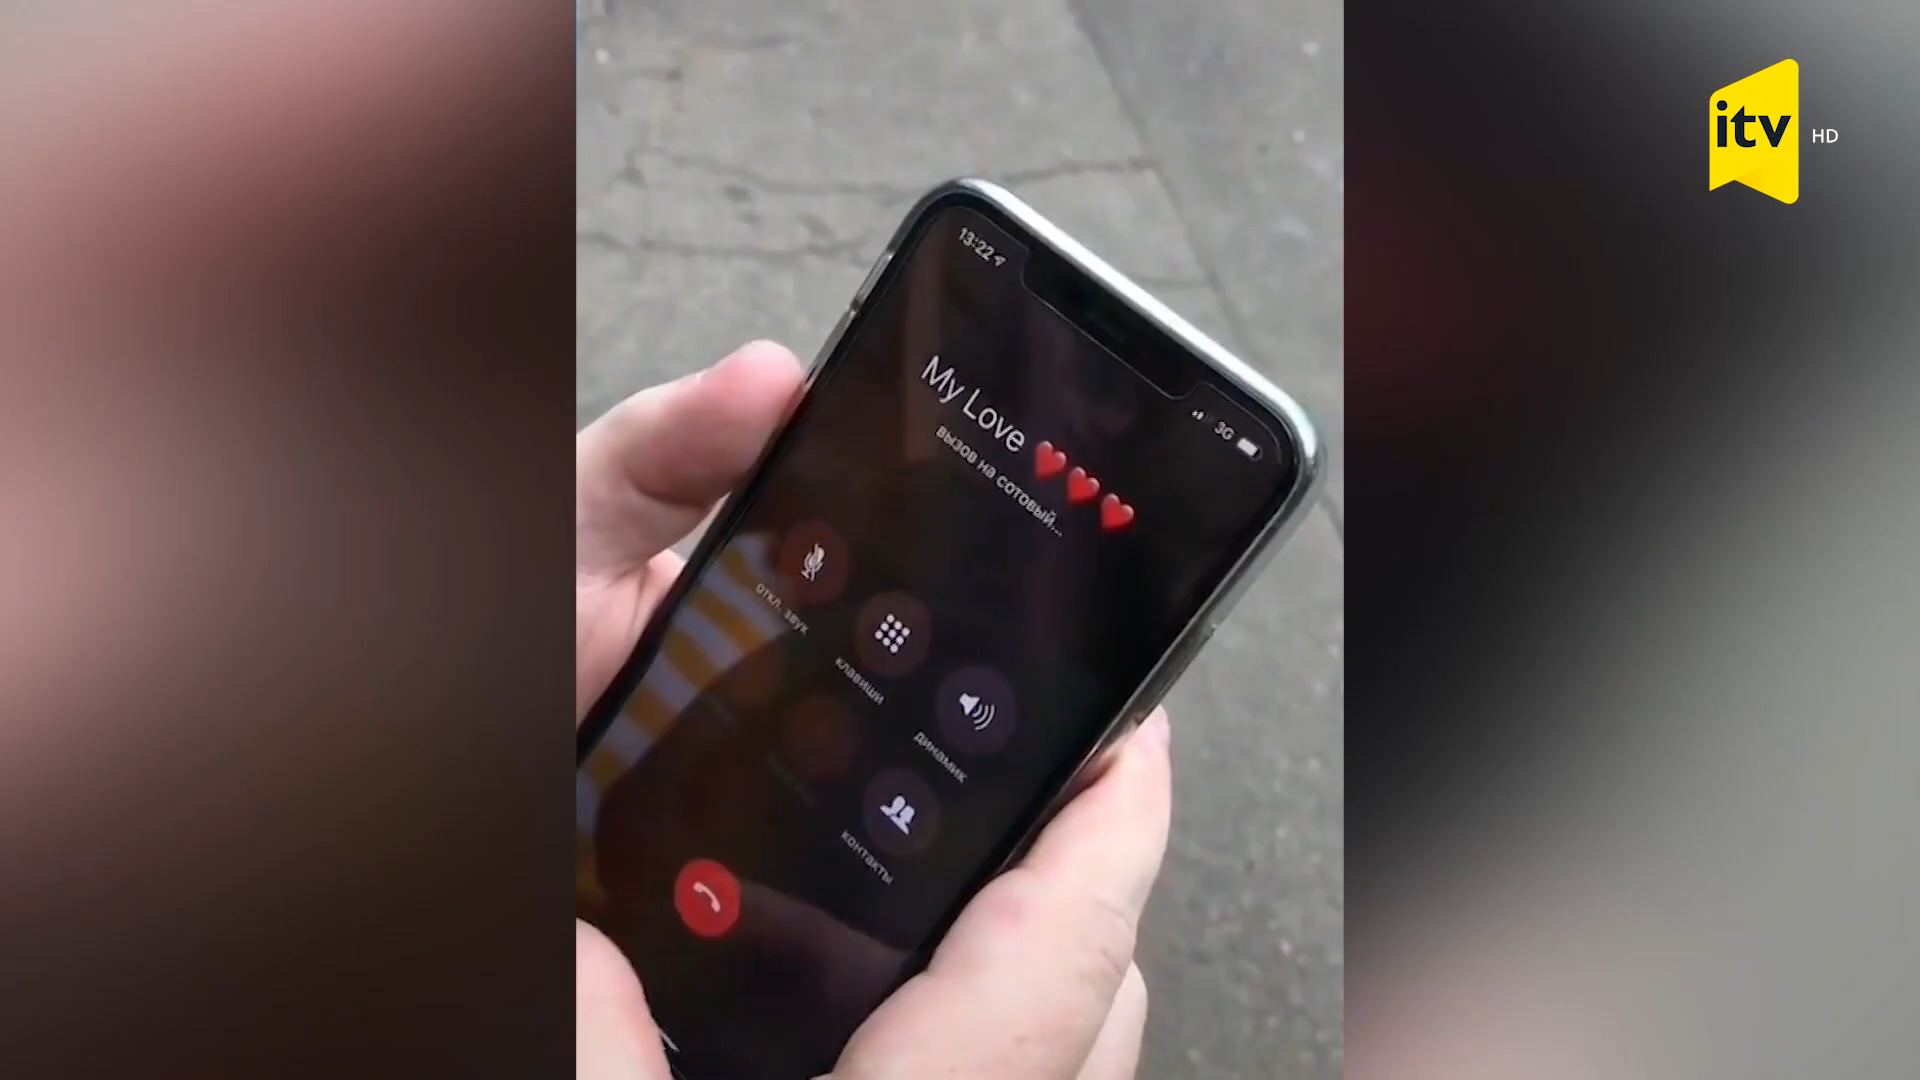 itv HD
13:22
3G
My Love ❤️❤️❤️
вызов на сотовый...
откл. звук
клавиши
динамик
контакты